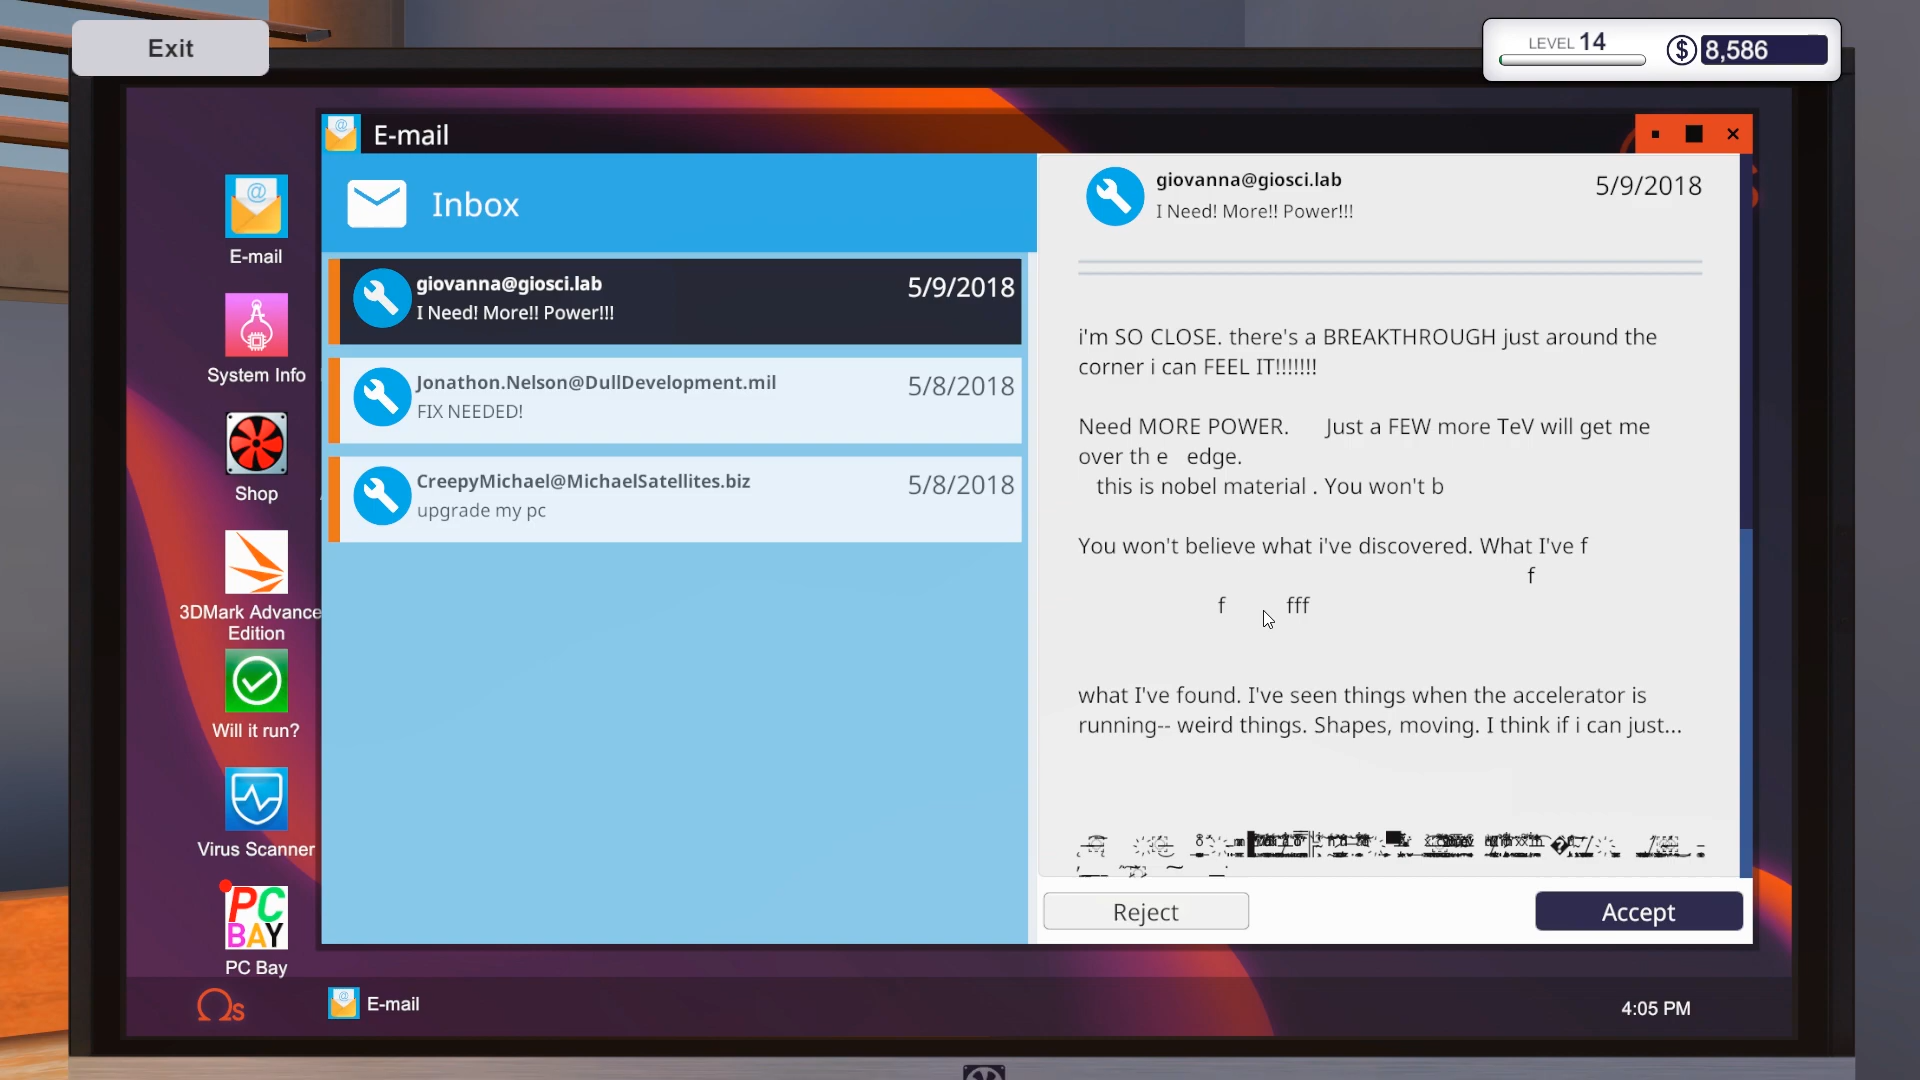 Exit
LEVEL 14
$ 8,586
E-mail
Inbox
giovanna@giosci.lab
5/9/2018
I Need! More!! Power!!!
Jonathon.Nelson@DullDevelopment.mil
5/8/2018
FIX NEEDED!
CreepyMichael@MichaelSatellites.biz
5/8/2018
upgrade my pc
giovanna@giosci.lab
5/9/2018
I Need! More!! Power!!!
i'm SO CLOSE. there's a BREAKTHROUGH just around the
corner i can FEEL IT!!!!!!!
Need MORE POWER. Just a FEW more TeV will get me
over th e edge.
this is nobel material . You won't b
You won't believe what i've discovered. What I've f
f
f fff
what I've found. I've seen things when the accelerator is
running-- weird things. Shapes, moving. I think if i can just...
Reject
Accept
E-mail
System Info
Shop
3DMark Advance
Edition
Will it run?
Virus Scanner
PC
BAY
PC Bay
Ωs
E-mail
4:05 PM